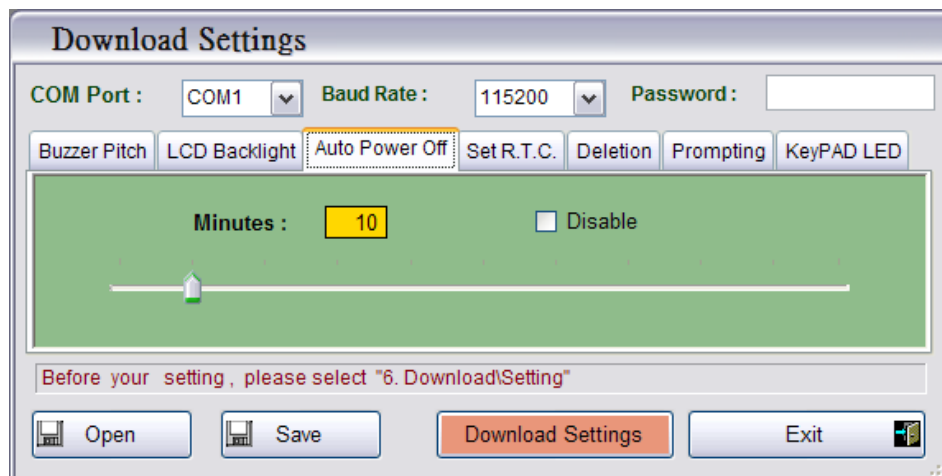 Download Settings
COM Port : COM1 Baud Rate : 115200 Password :
Buzzer Pitch LCD Backlight Auto Power Off Set R.T.C. Deletion Prompting KeyPAD LED
Minutes : 10 Disable
Before your setting , please select "6. Download\Setting"
Open Save Download Settings Exit